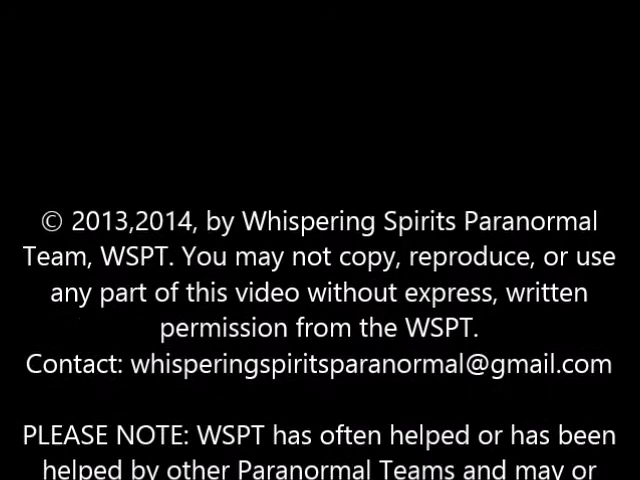 © 2013,2014, by Whispering Spirits Paranormal
Team, WSPT. You may not copy, reproduce, or use
any part of this video without express, written
permission from the WSPT.
Contact: whisperingspiritsparanormal@gmail.com
PLEASE NOTE: WSPT has often helped or has been
helped by other Paranormal Teams and may or